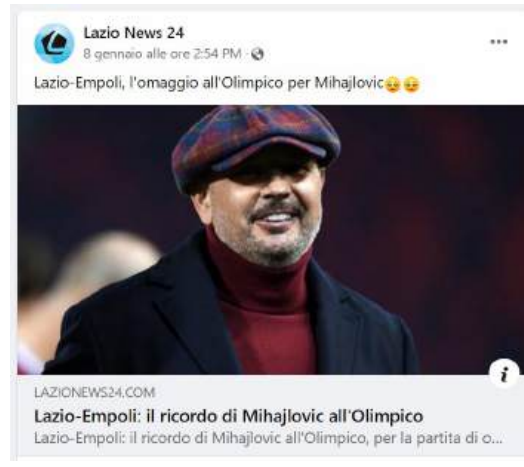 Lazio News 24
8 gennaio alle ore 2:54 PM ·
Lazio-Empoli, l'omaggio all'Olimpico per Mihajlovic
LAZIONEWS24.COM
Lazio-Empoli: il ricordo di Mihajlovic all'Olimpico
Lazio-Empoli: il ricordo di Mihajlovic all'Olimpico, per la partita di o...